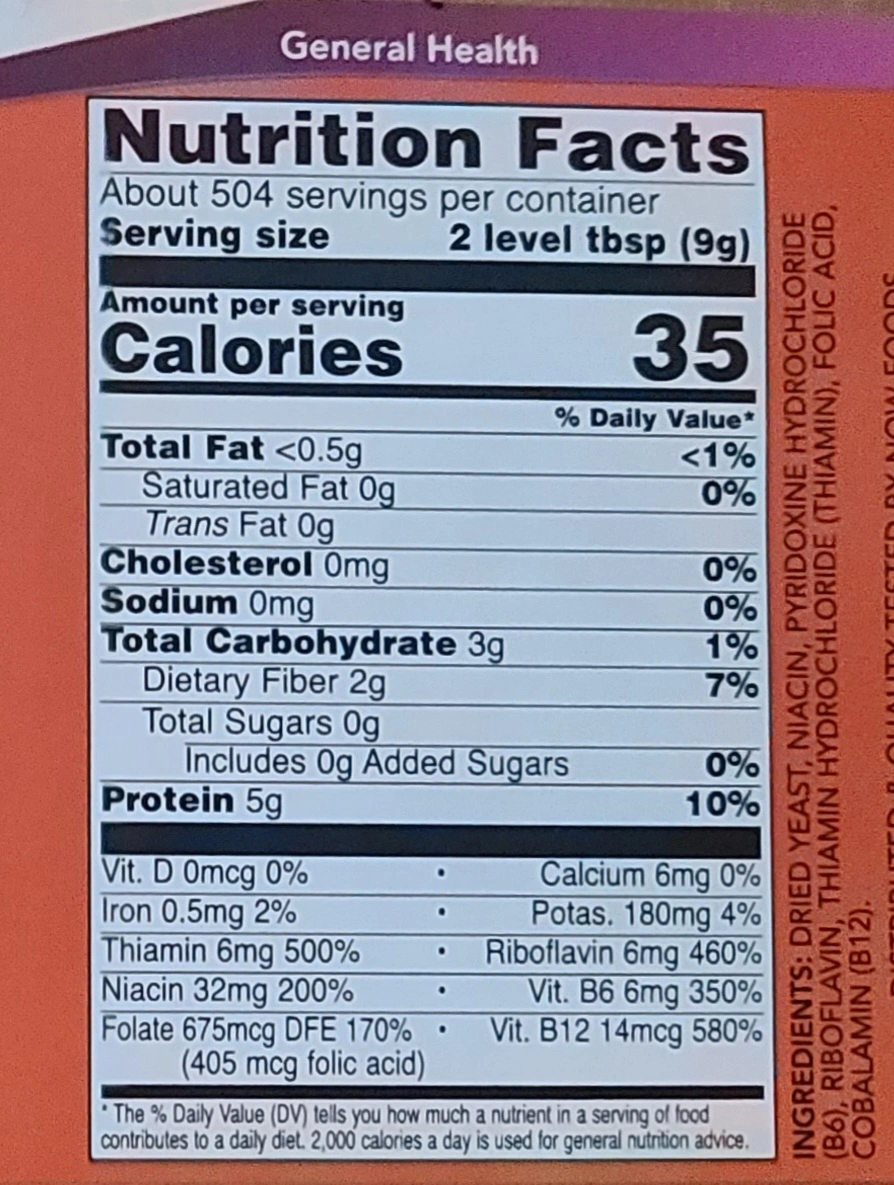 General Health
Nutrition Facts
About 504 servings per container
Serving size 2 level tbsp (9g)
Amount per serving
Calories 35
% Daily Value*
Total Fat <0.5g <1%
Saturated Fat 0g 0%
Trans Fat 0g
Cholesterol 0mg 0%
Sodium 0mg 0%
Total Carbohydrate 3g 1%
Dietary Fiber 2g 7%
Total Sugars 0g
Includes 0g Added Sugars 0%
Protein 5g 10%
Vit. D 0mcg 0% • Calcium 6mg 0%
Iron 0.5mg 2% • Potas. 180mg 4%
Thiamin 6mg 500% • Riboflavin 6mg 460%
Niacin 32mg 200% • Vit. B6 6mg 350%
Folate 675mcg DFE 170% • Vit. B12 14mcg 580%
(405 mcg folic acid)
* The % Daily Value (DV) tells you how much a nutrient in a serving of food
contributes to a daily diet. 2,000 calories a day is used for general nutrition advice.
INGREDIENTS: DRIED YEAST, NIACIN, PYRIDOXINE HYDROCHLORIDE
(B6), RIBOFLAVIN, THIAMIN HYDROCHLORIDE (THIAMIN), FOLIC ACID,
COBALAMIN (B12).